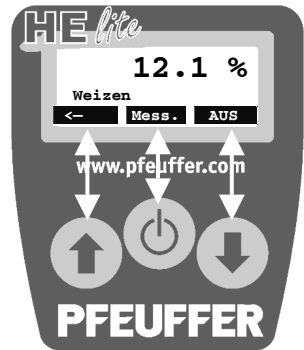 HE lite
12.1 %
Weizen
<– Mess. AUS
www.pfeuffer.com
PFEUFFER